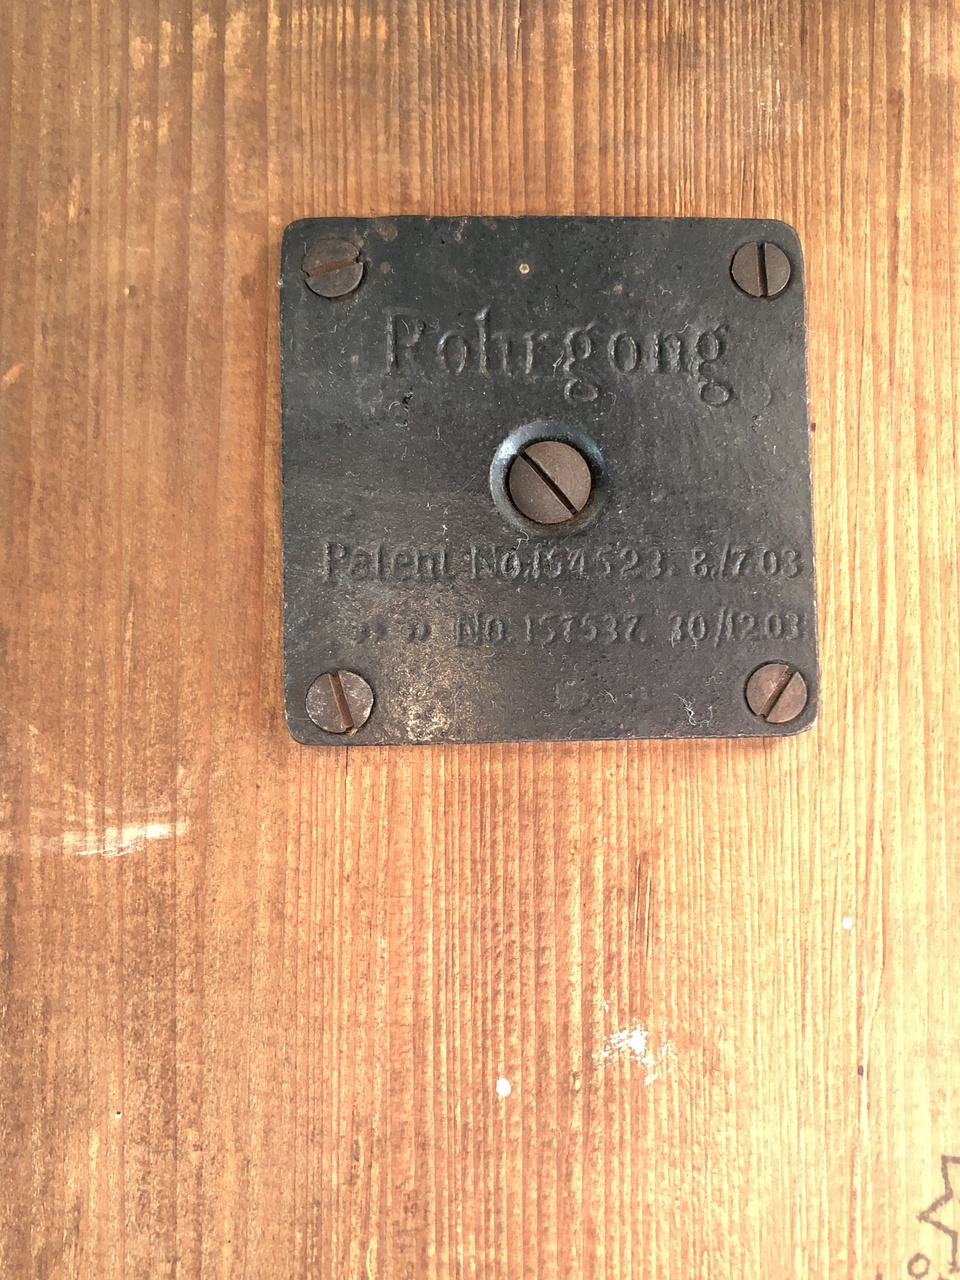 Rohrgong
Patent No. 154523. 8./7 03
" " No. 157537. 30/12 03